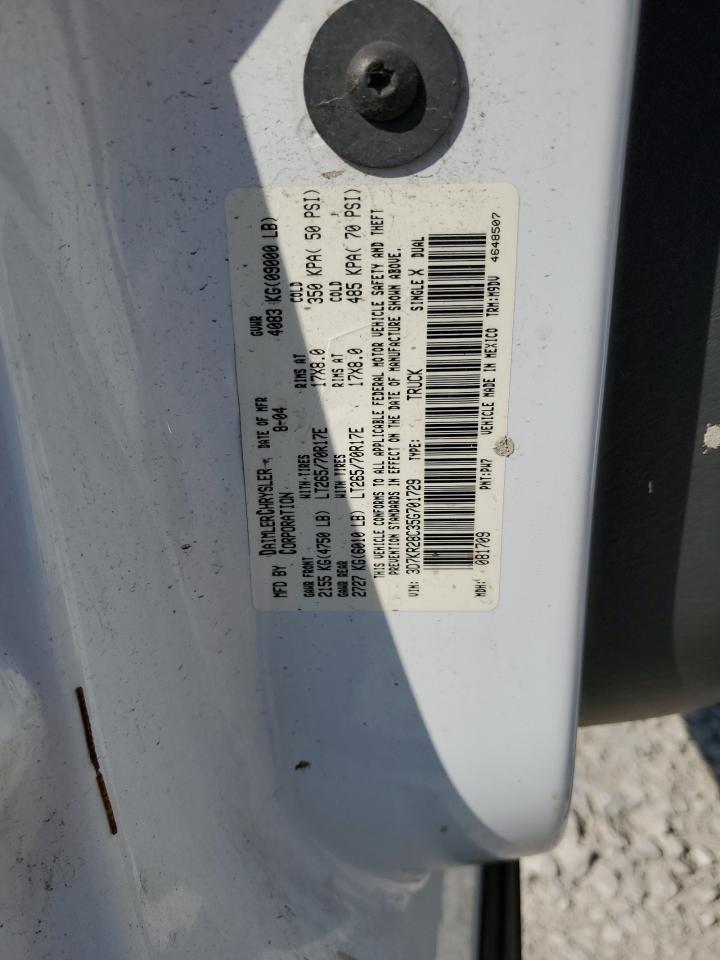 MFD BY DAIMLERCHRYSLER CORPORATION DATE OF MFR 8-04 GVWR 4083 KG(09000 LB)
GAWR FRONT WITH TIRES RIMS AT COLD
2155 KG(4750 LB) LT265/70R17E 17X8.0 350 KPA( 50 PSI)
GAWR REAR WITH TIRES RIMS AT COLD
2727 KG(6010 LB) LT265/70R17E 17X8.0 485 KPA( 70 PSI)
THIS VEHICLE CONFORMS TO ALL APPLICABLE FEDERAL MOTOR VEHICLE SAFETY AND THEFT
PREVENTION STANDARDS IN EFFECT ON THE DATE OF MANUFACTURE SHOWN ABOVE.
VIN: 3D7KR28C35G701729 TYPE: TRUCK SINGLE X DUAL
MDH: 081709 PNT:PW7 VEHICLE MADE IN MEXICO TRM:M9DV 4648507